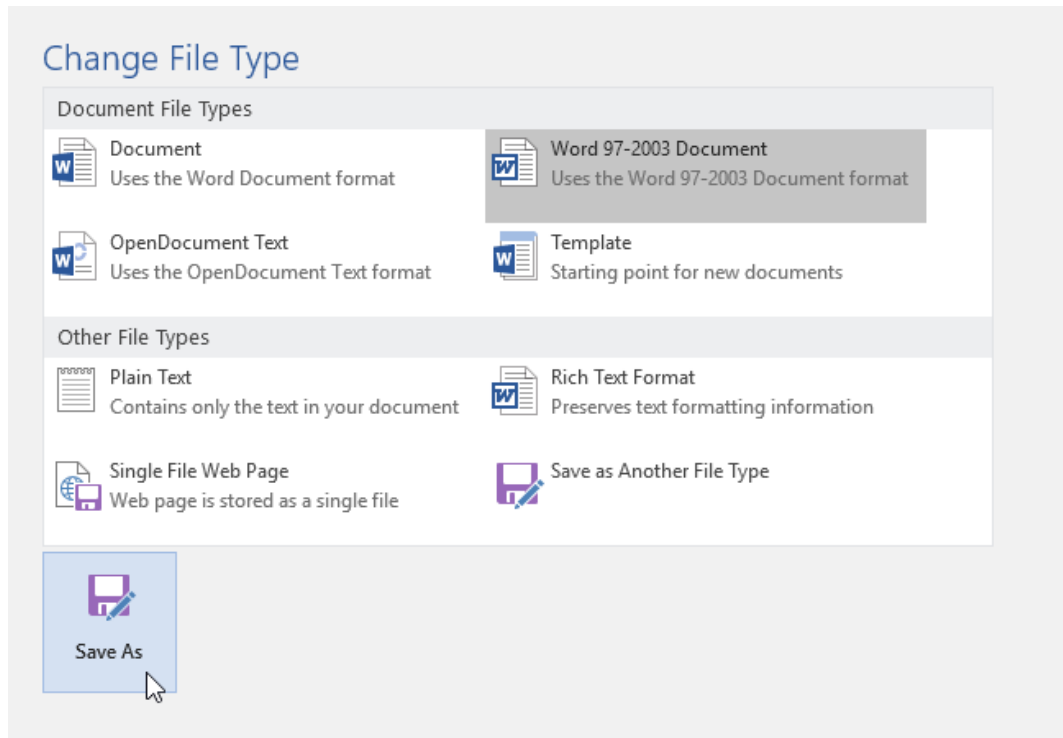 Change File Type
Document File Types
Document
Uses the Word Document format
Word 97-2003 Document
Uses the Word 97-2003 Document format
OpenDocument Text
Uses the OpenDocument Text format
Template
Starting point for new documents
Other File Types
Plain Text
Contains only the text in your document
Rich Text Format
Preserves text formatting information
Single File Web Page
Web page is stored as a single file
Save as Another File Type
Save As